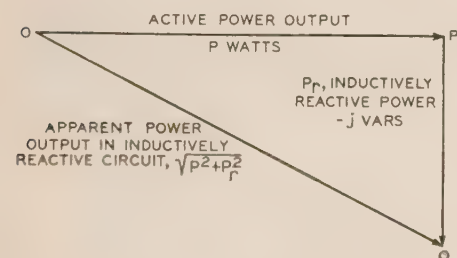 ACTIVE POWER OUTPUT
O
P
P WATTS
Pr, INDUCTIVELY
REACTIVE POWER
-j VARS
APPARENT POWER
OUTPUT IN INDUCTIVELY
REACTIVE CIRCUIT, √P²+Pr²
Q